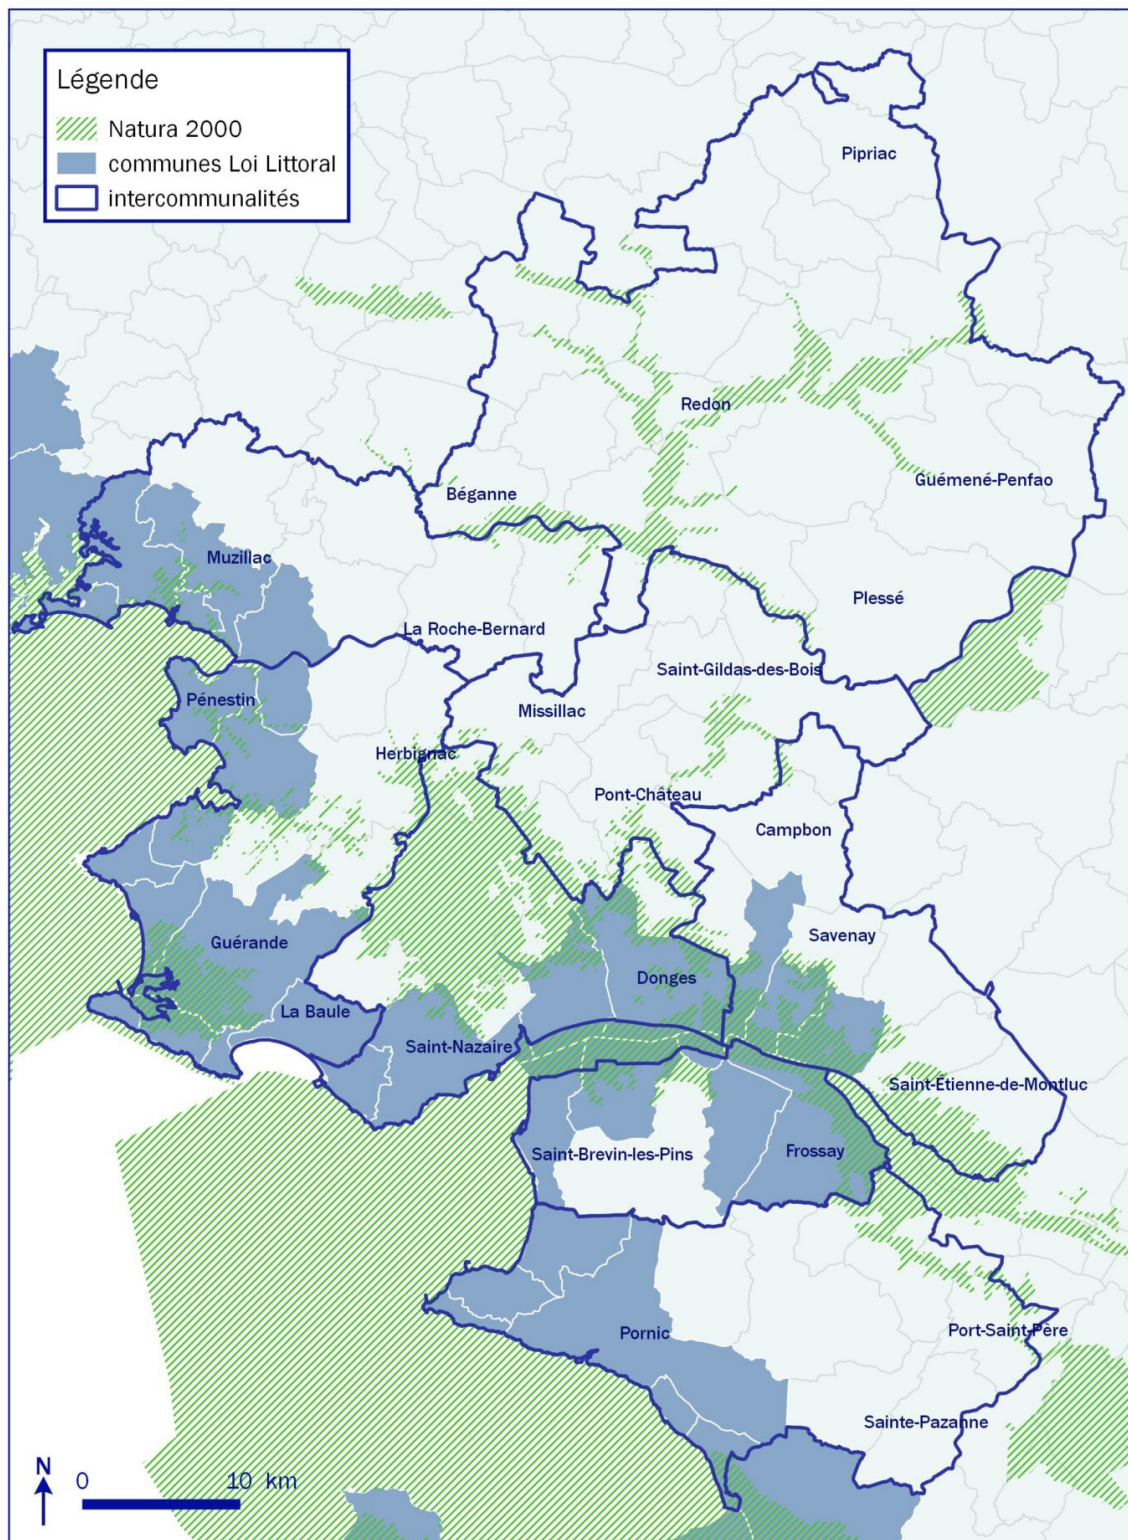 Légende
Natura 2000
communes Loi Littoral
intercommunalités
Pipriac
Redon
Guémené-Penfao
Béganne
Muzillac
Plessé
La Roche-Bernard
Saint-Gildas-des-Bois
Pénestin
Missillac
Herbignac
Pont-Château
Campbon
Guérande
Savenay
Donges
La Baule
Saint-Nazaire
Saint-Étienne-de-Montluc
Saint-Brevin-les-Pins
Frossay
Pornic
Port-Saint-Père
Sainte-Pazanne
N
0 10 km